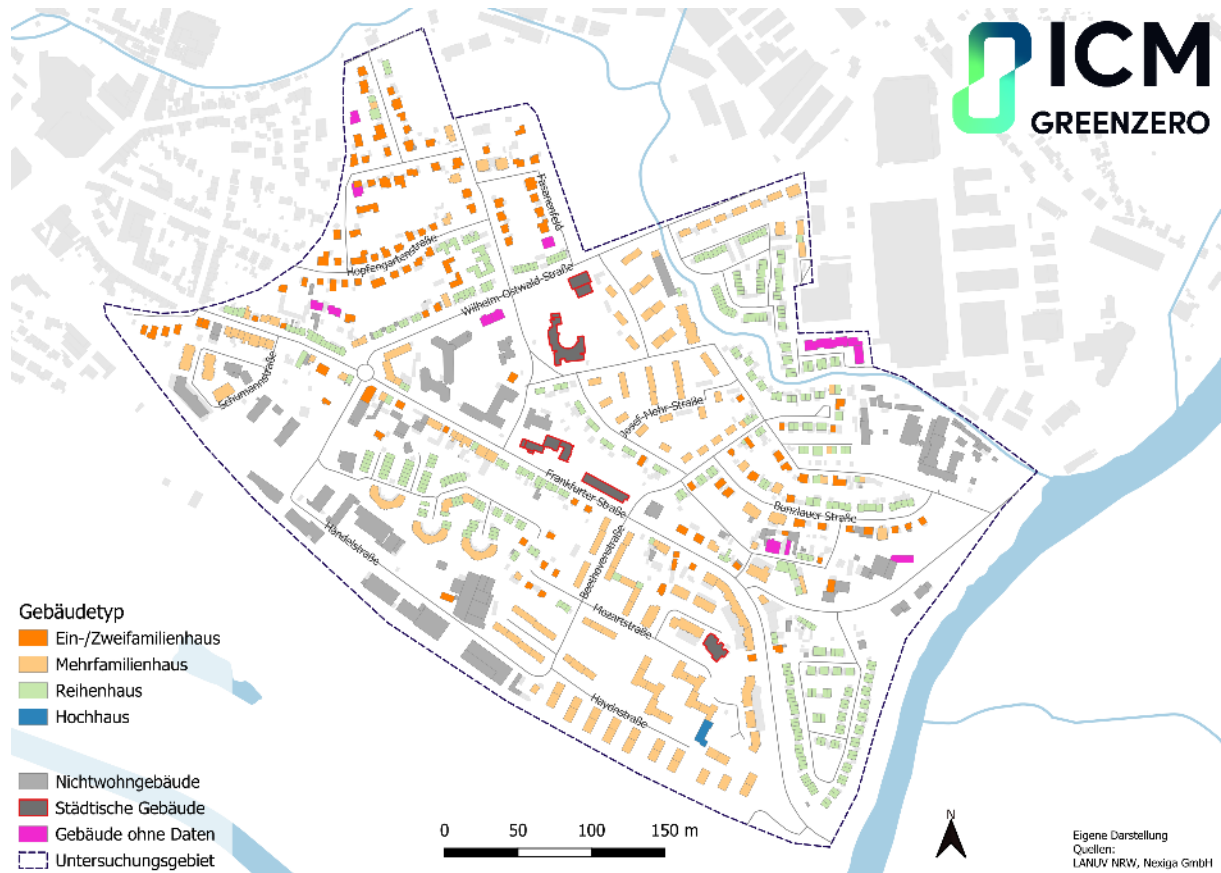 ICM
GREENZERO
Fasanenfeld
Hopfengartenstraße
Wilhelm-Ostwald-Straße
Schumannstraße
Josef-Nehr-Straße
Frankfurter-Straße
Bunzlauer Straße
Händelstraße
Beethovenstraße
Mozartstraße
Haydnstraße
Gebäudetyp
Ein-/Zweifamilienhaus
Mehrfamilienhaus
Reihenhaus
Hochhaus
Nichtwohngebäude
Städtische Gebäude
Gebäude ohne Daten
Untersuchungsgebiet
0 50 100 150 m
N
Eigene Darstellung
Quellen:
LANUV NRW, Nexiga GmbH